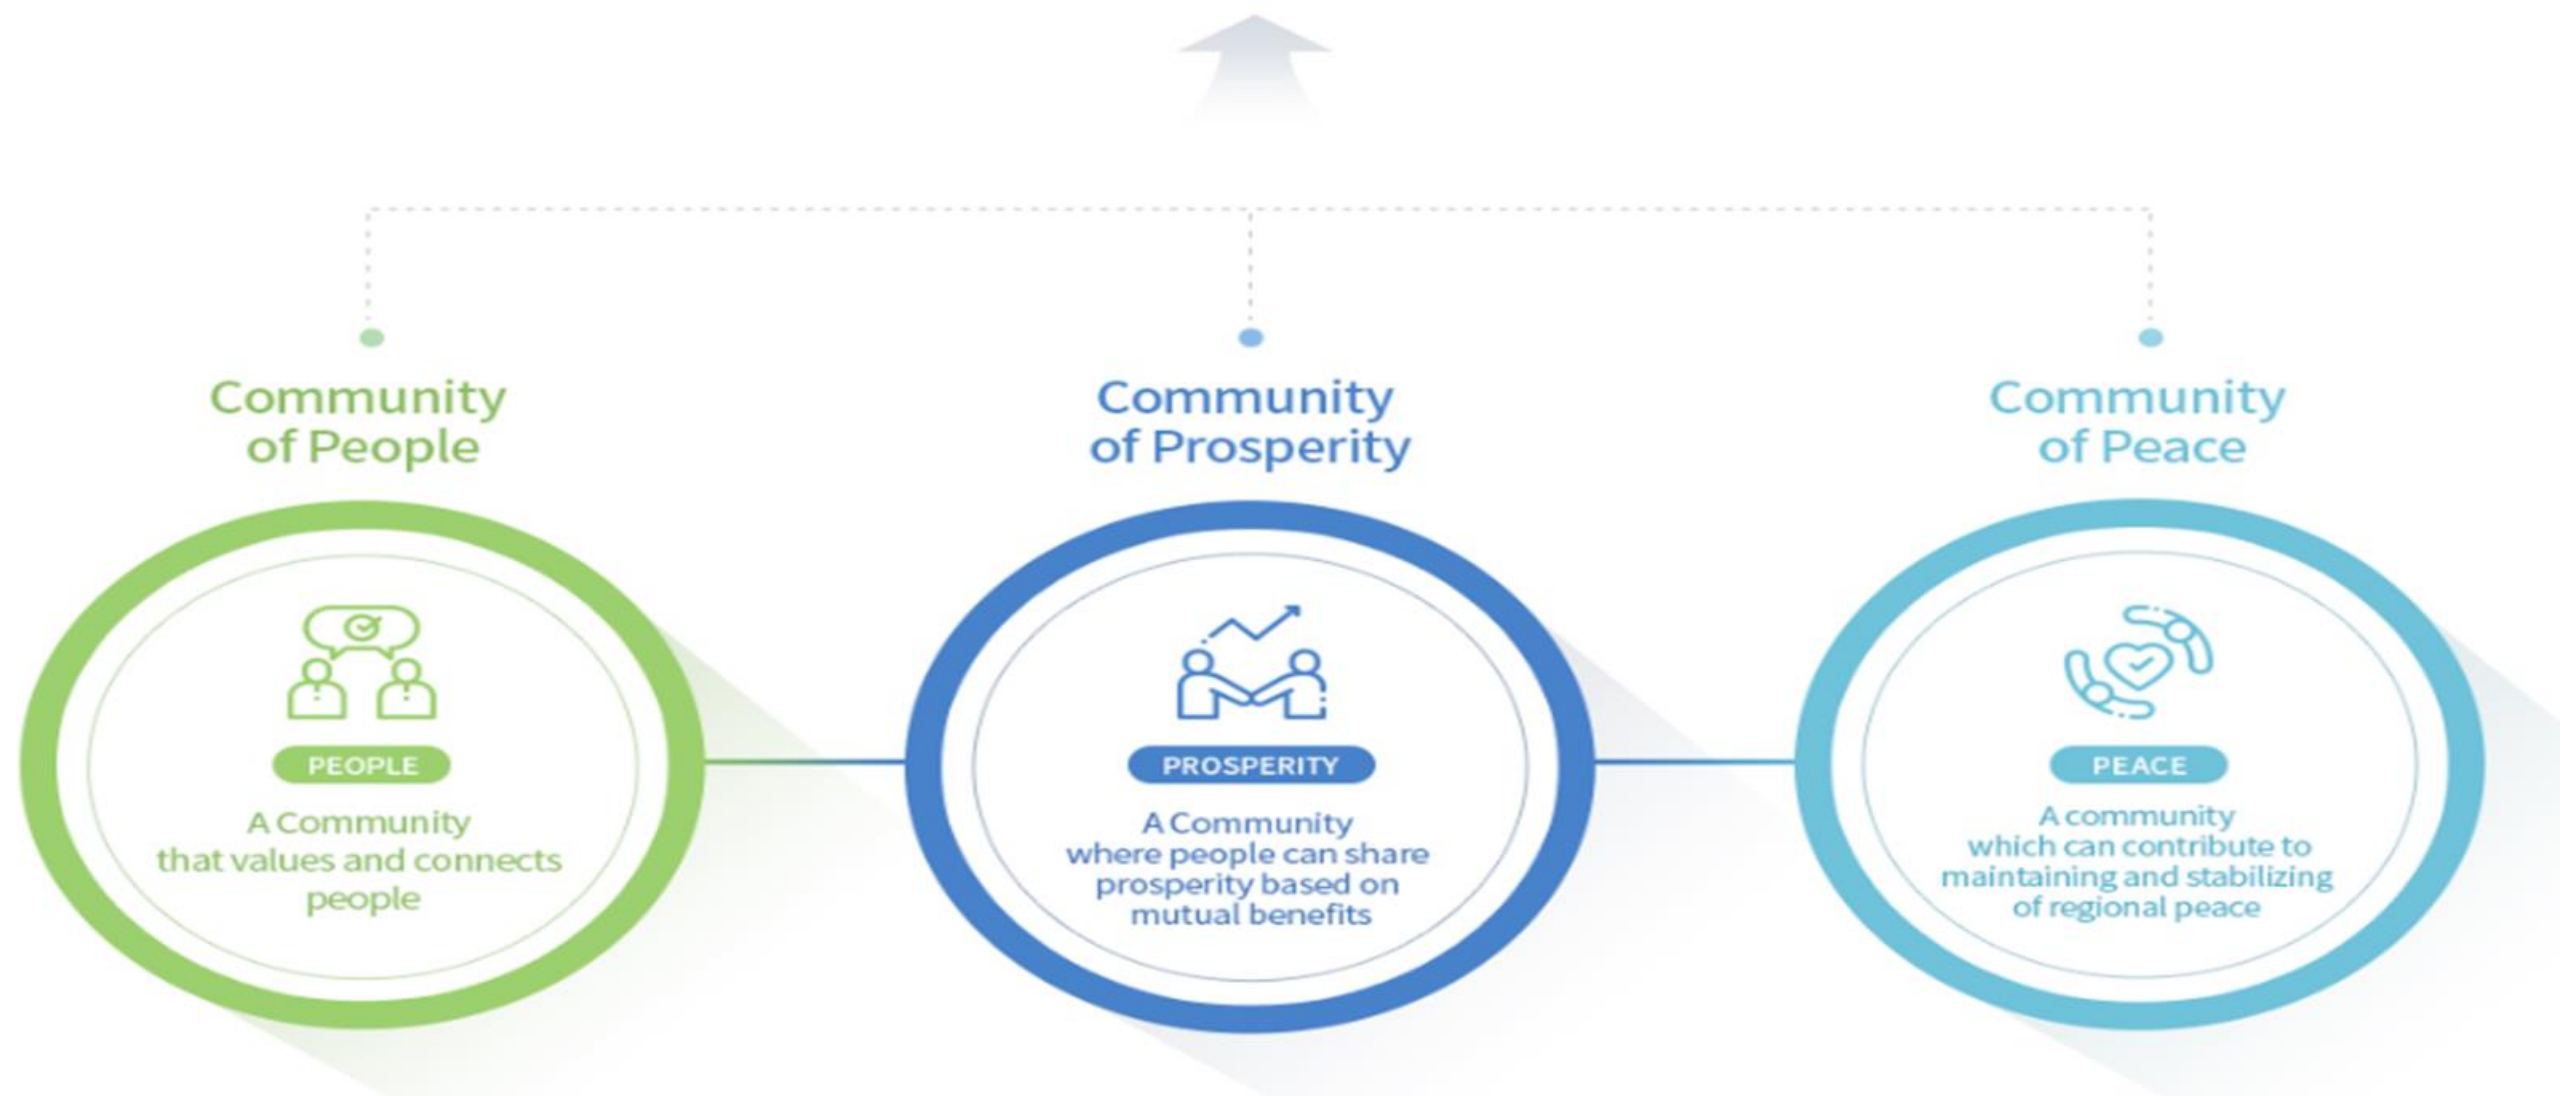 Community
of People
Community
of Prosperity
Community
of Peace
PEOPLE
A Community
that values and connects
people
PROSPERITY
A Community
where people can share
prosperity based on
mutual benefits
PEACE
A community
which can contribute to
maintaining and stabilizing
of regional peace